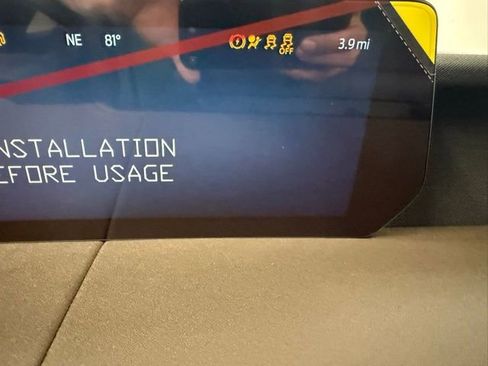 NE 81° OFF 3.9 mi
NSTALLATION
EFORE USAGE